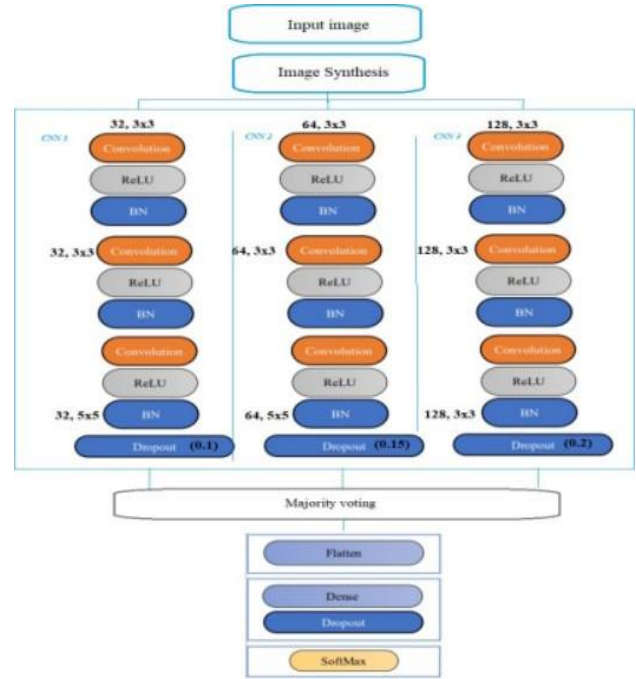 Input image
Image Synthesis
32, 3x3 64, 3x3 128, 3x3
CNN 1 CNN 2 CNN 3
Convolution Convolution Convolution
ReLU ReLU ReLU
BN BN BN
32, 3x3 Convolution 64, 3x3 Convolution 128, 3x3 Convolution
ReLU ReLU ReLU
BN BN BN
Convolution Convolution Convolution
ReLU ReLU ReLU
32, 5x5 BN 64, 5x5 BN 128, 3x3 BN
Dropout (0.1) Dropout (0.15) Dropout (0.2)
Majority voting
Flatten
Dense
Dropout
SoftMax